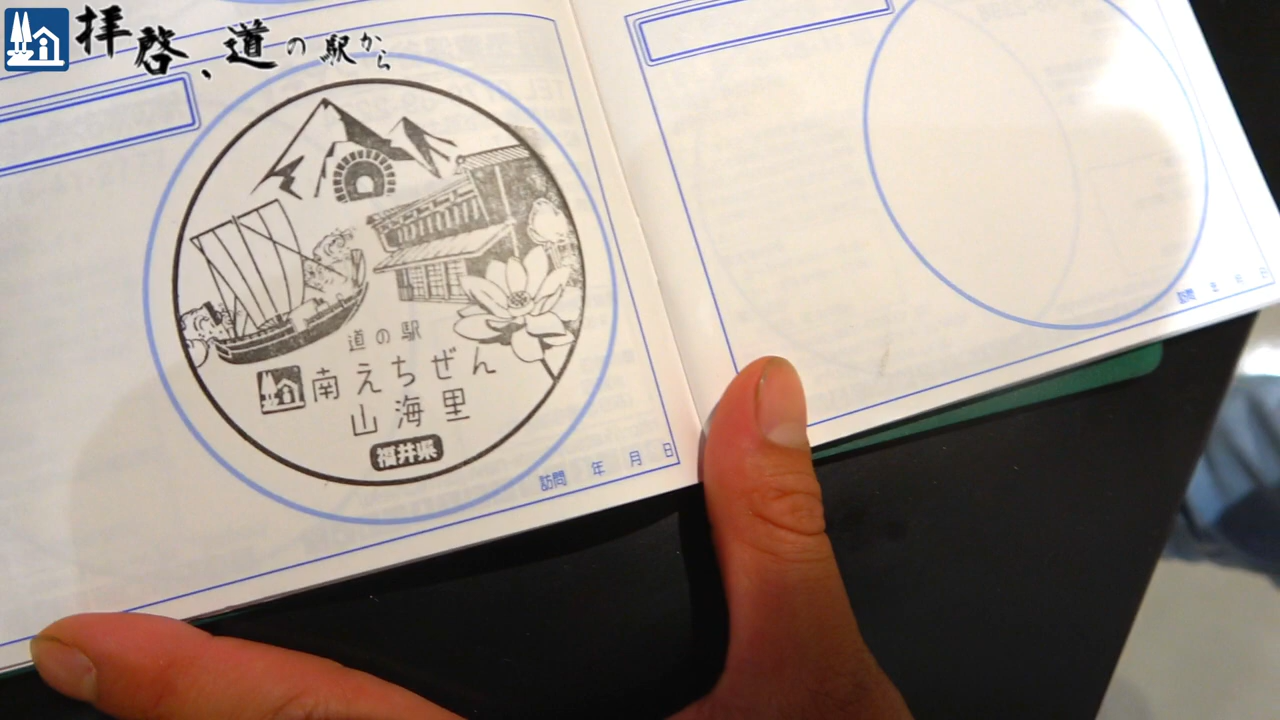 拝啓、道の駅から
道の駅
南えちぜん
山海里
福井県
訪問 年 月 日
訪問 年 月 日